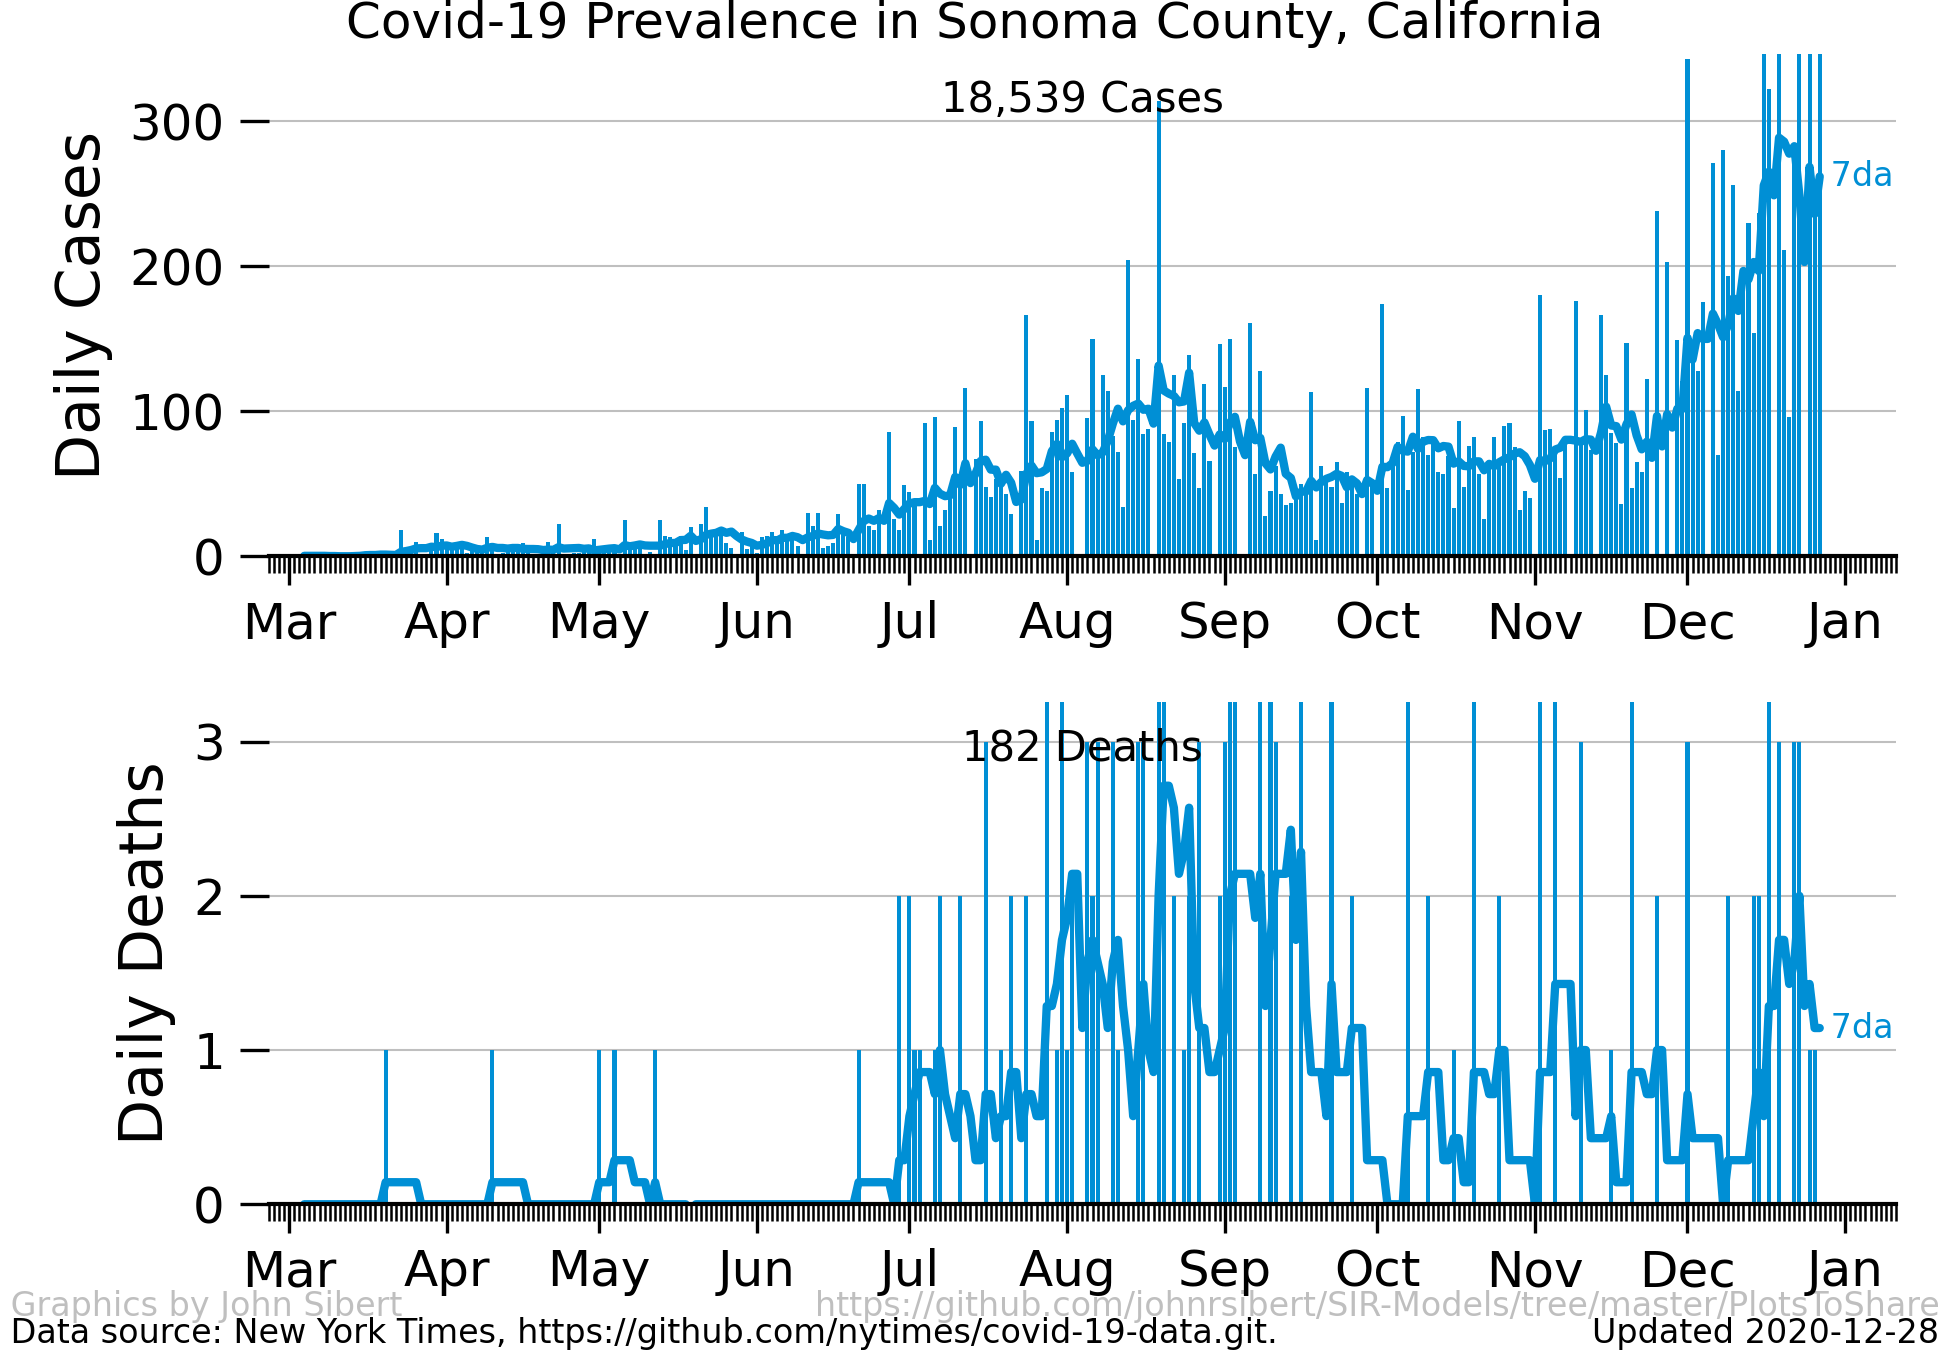 Covid-19 Prevalence in Sonoma County, California
18,539 Cases
Daily Cases
300
200
100
0
7da
Mar Apr May Jun Jul Aug Sep Oct Nov Dec Jan
182 Deaths
Daily Deaths
3
2
1
0
7da
Mar Apr May Jun Jul Aug Sep Oct Nov Dec Jan
Graphics by John Sibert https://github.com/johnrsibert/SIR-Models/tree/master/PlotsToShare
Data source: New York Times, https://github.com/nytimes/covid-19-data.git. Updated 2020-12-28